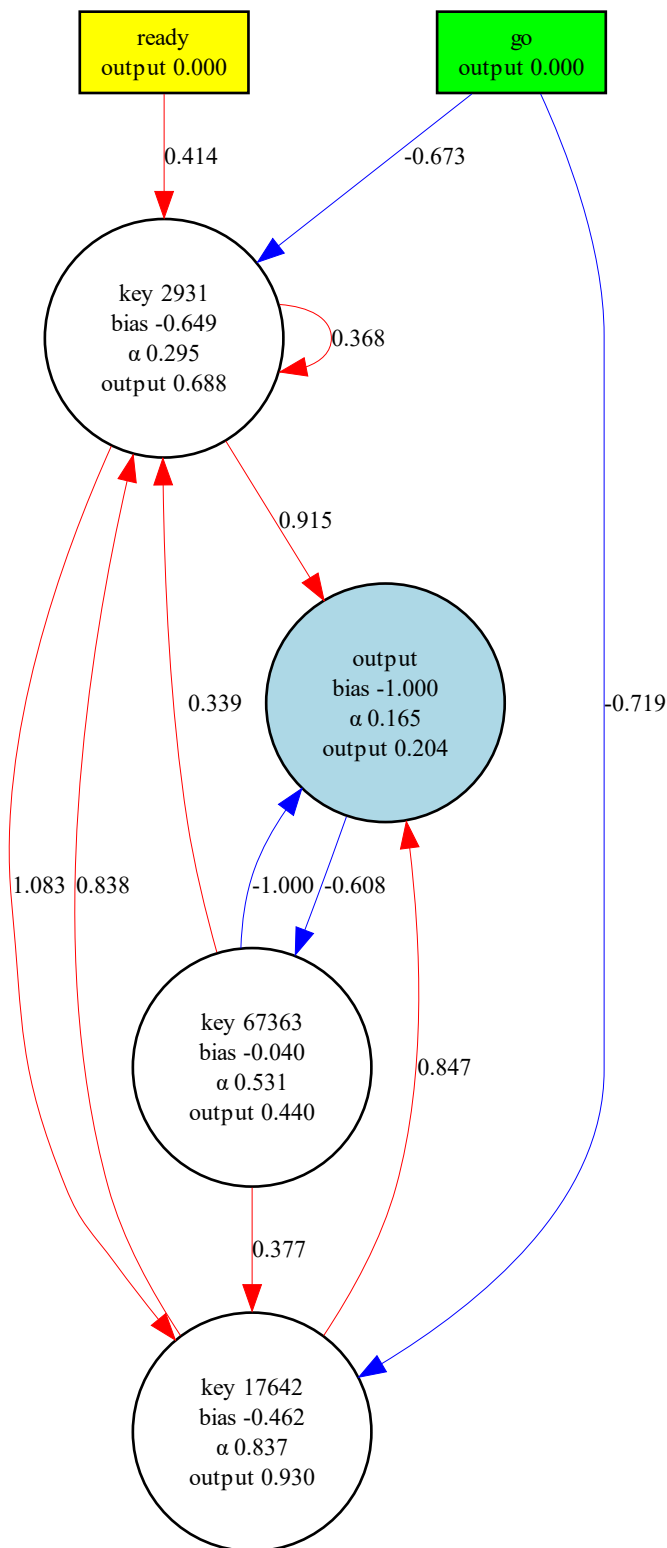 ready
output 0.000
go
output 0.000
0.414
-0.673
key 2931
bias -0.649
α 0.295
output 0.688
0.368
0.915
output
bias -1.000
α 0.165
output 0.204
0.339
-0.719
1.083
0.838
-1.000
-0.608
key 67363
bias -0.040
α 0.531
output 0.440
0.847
0.377
key 17642
bias -0.462
α 0.837
output 0.930